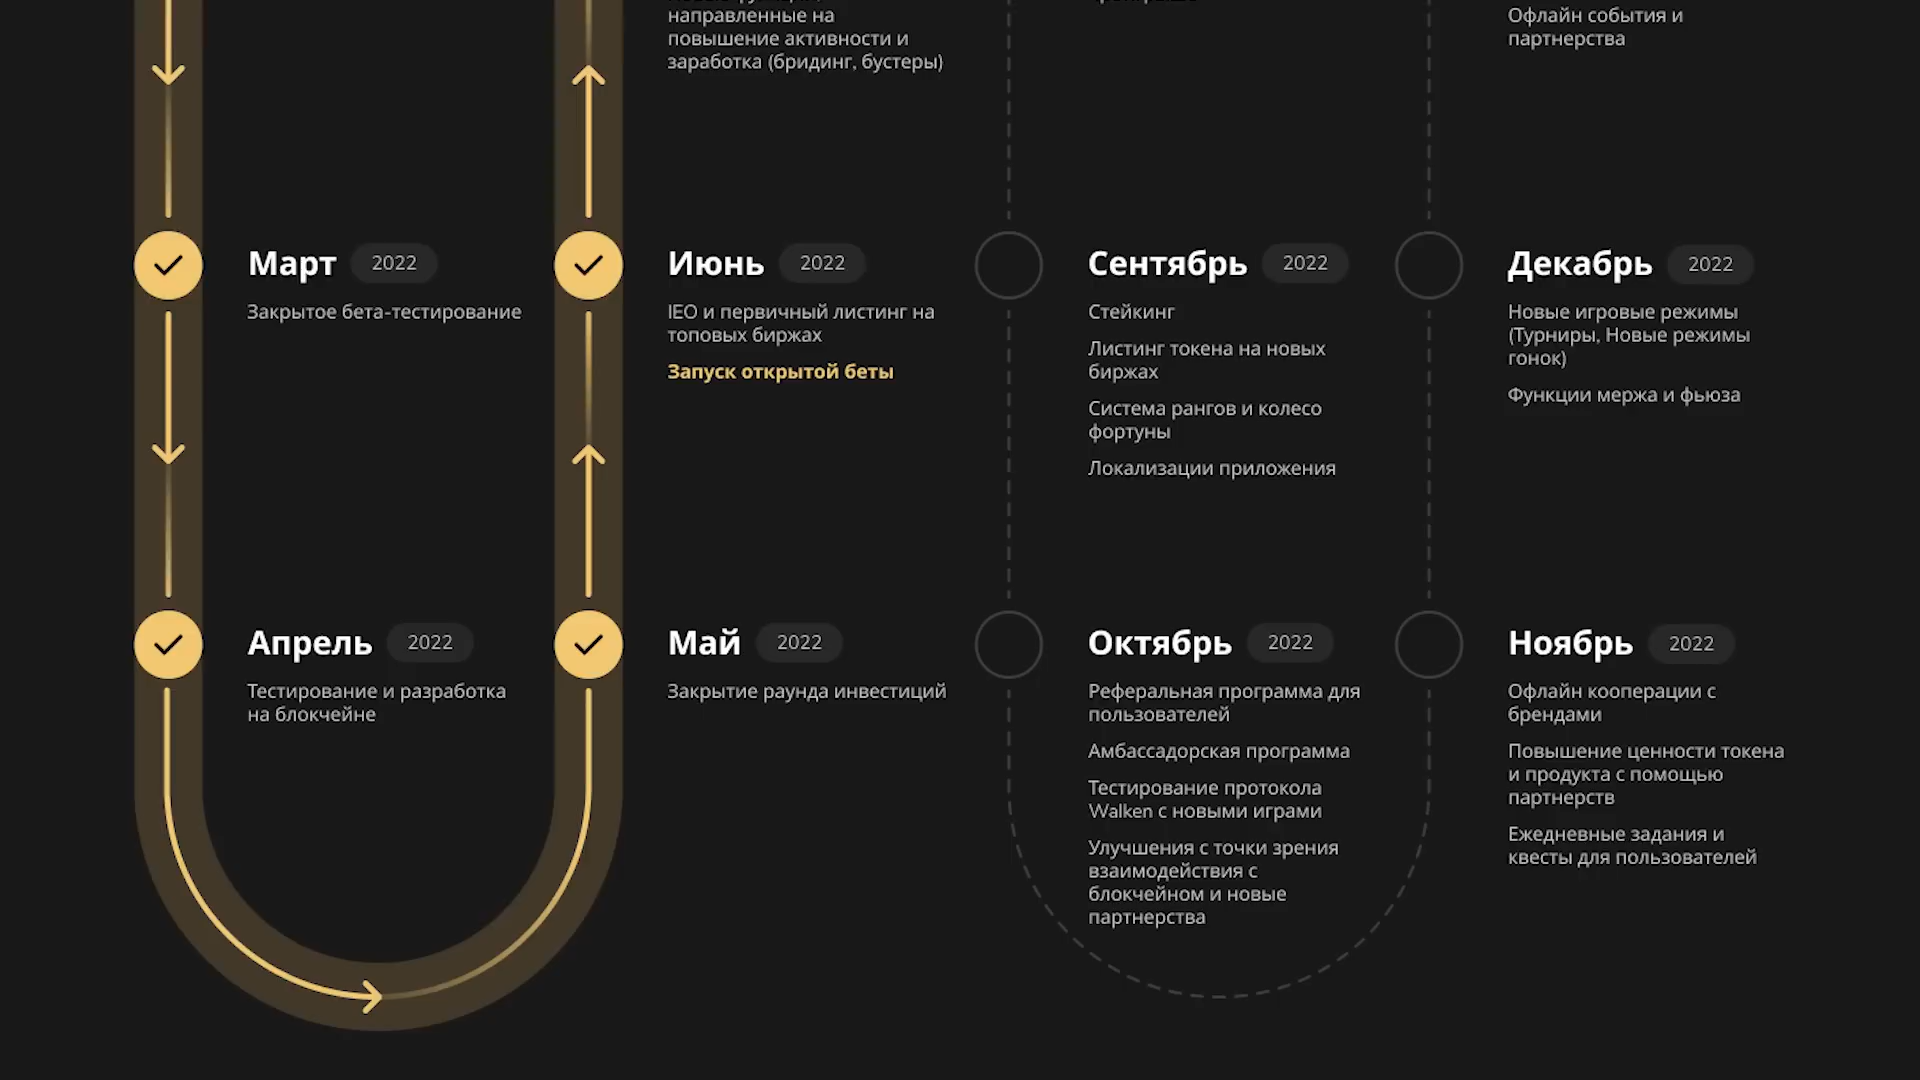 направленные на
повышение активности и
заработка (бридинг, бустеры)
Офлайн события и
партнерства
Март 2022
Закрытое бета-тестирование
Июнь 2022
IEO и первичный листинг на
топовых биржах
Запуск открытой беты
Сентябрь 2022
Стейкинг
Листинг токена на новых
биржах
Система рангов и колесо
фортуны
Локализации приложения
Декабрь 2022
Новые игровые режимы
(Турниры, Новые режимы
гонок)
Функции мержа и фьюза
Апрель 2022
Тестирование и разработка
на блокчейне
Май 2022
Закрытие раунда инвестиций
Октябрь 2022
Реферальная программа для
пользователей
Амбассадорская программа
Тестирование протокола
Walken с новыми играми
Улучшения с точки зрения
взаимодействия с
блокчейном и новые
партнерства
Ноябрь 2022
Офлайн кооперации с
брендами
Повышение ценности токена
и продукта с помощью
партнерств
Ежедневные задания и
квесты для пользователей